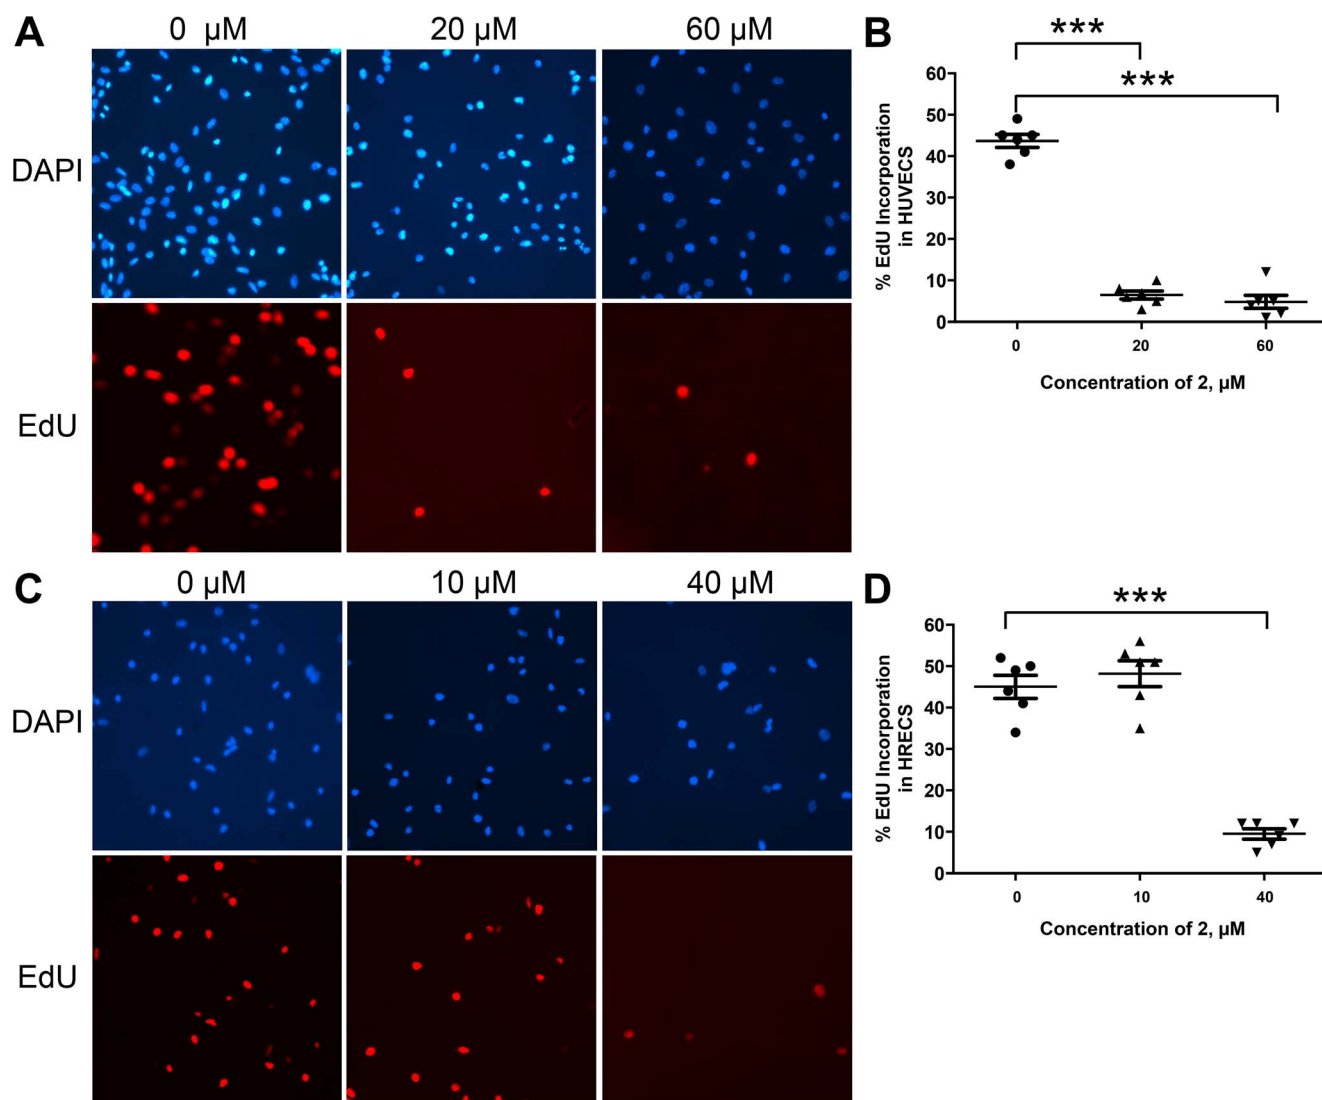 A
0 µM
20 µM
60 µM
DAPI
EdU
B
***
***
% EdU Incorporation
in HUVECS
60
50
40
30
20
10
0
0
20
60
Concentration of 2, µM
C
0 µM
10 µM
40 µM
DAPI
EdU
D
***
% EdU Incorporation
in HRECS
60
50
40
30
20
10
0
0
10
40
Concentration of 2, µM